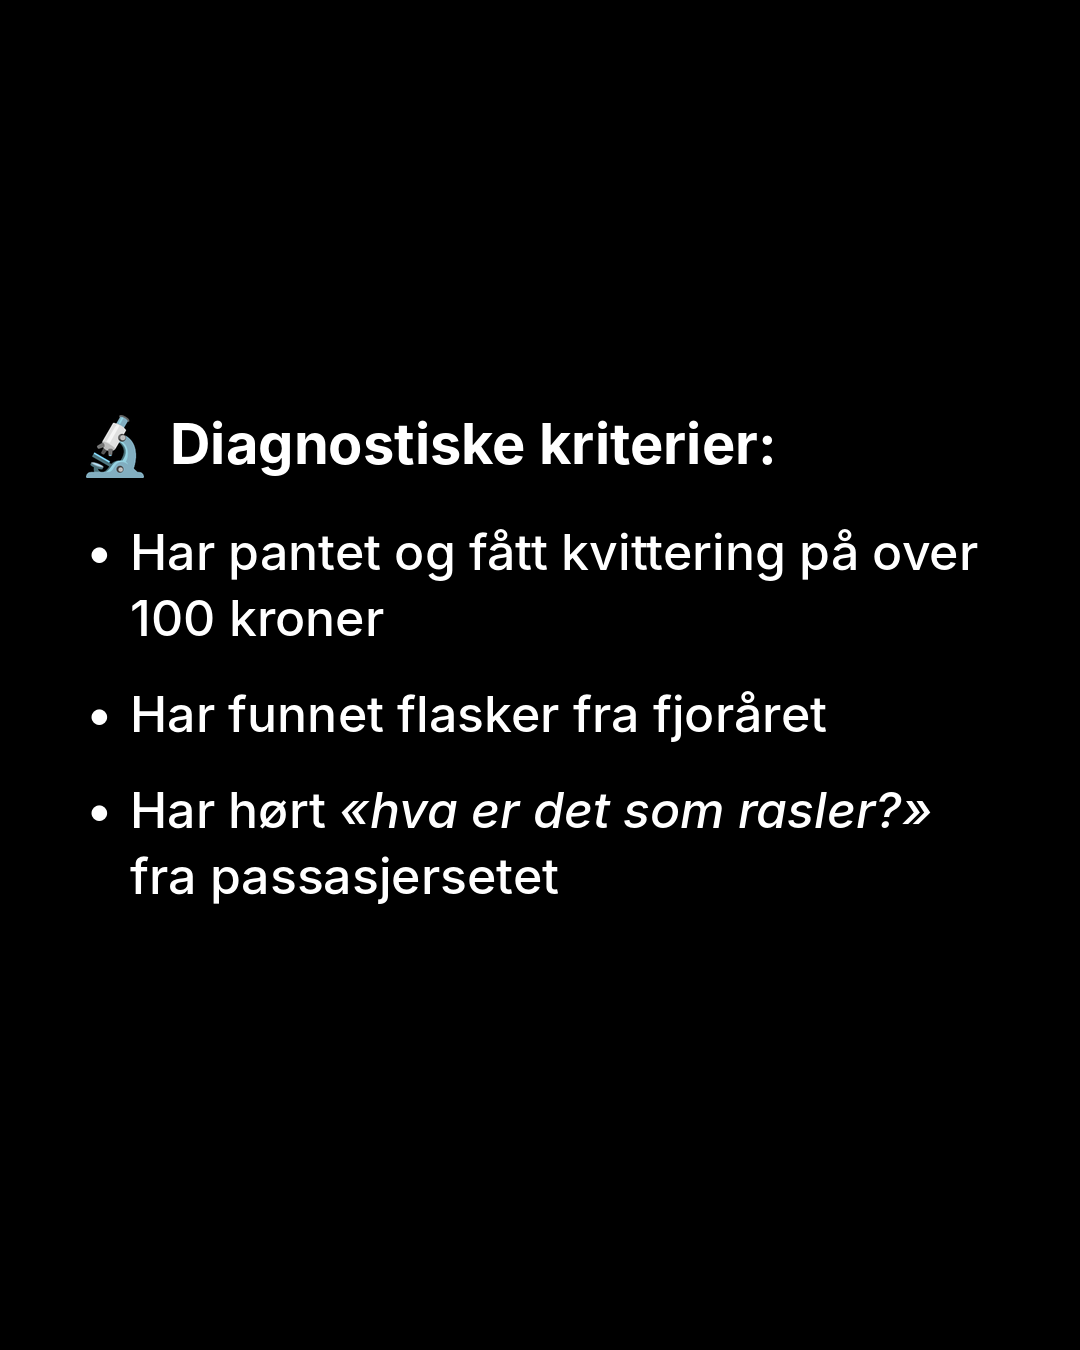 🔬 Diagnostiske kriterier:
• Har pantet og fått kvittering på over
100 kroner
• Har funnet flasker fra fjoråret
• Har hørt «hva er det som rasler?»
fra passasjersetet